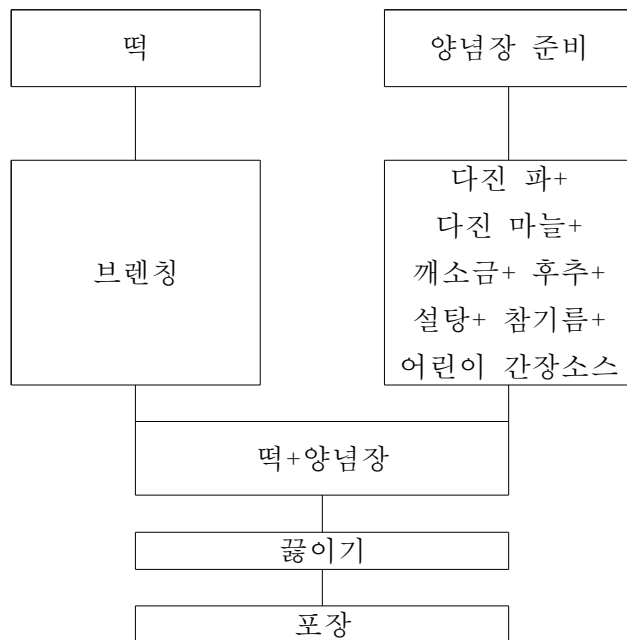 떡
양념장 준비
브렌칭
다진 파+
다진 마늘+
깨소금+ 후추+
설탕+ 참기름+
어린이 간장소스
떡+양념장
끓이기
포장